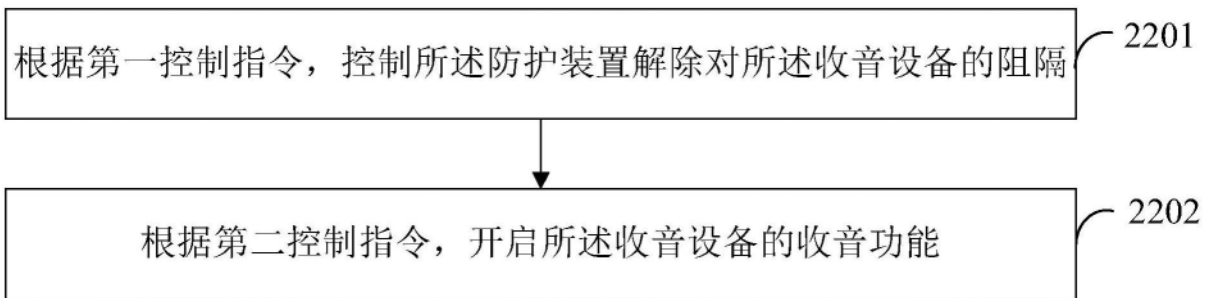 根据第一控制指令，控制所述防护装置解除对所述收音设备的阻隔
2201
根据第二控制指令，开启所述收音设备的收音功能
2202